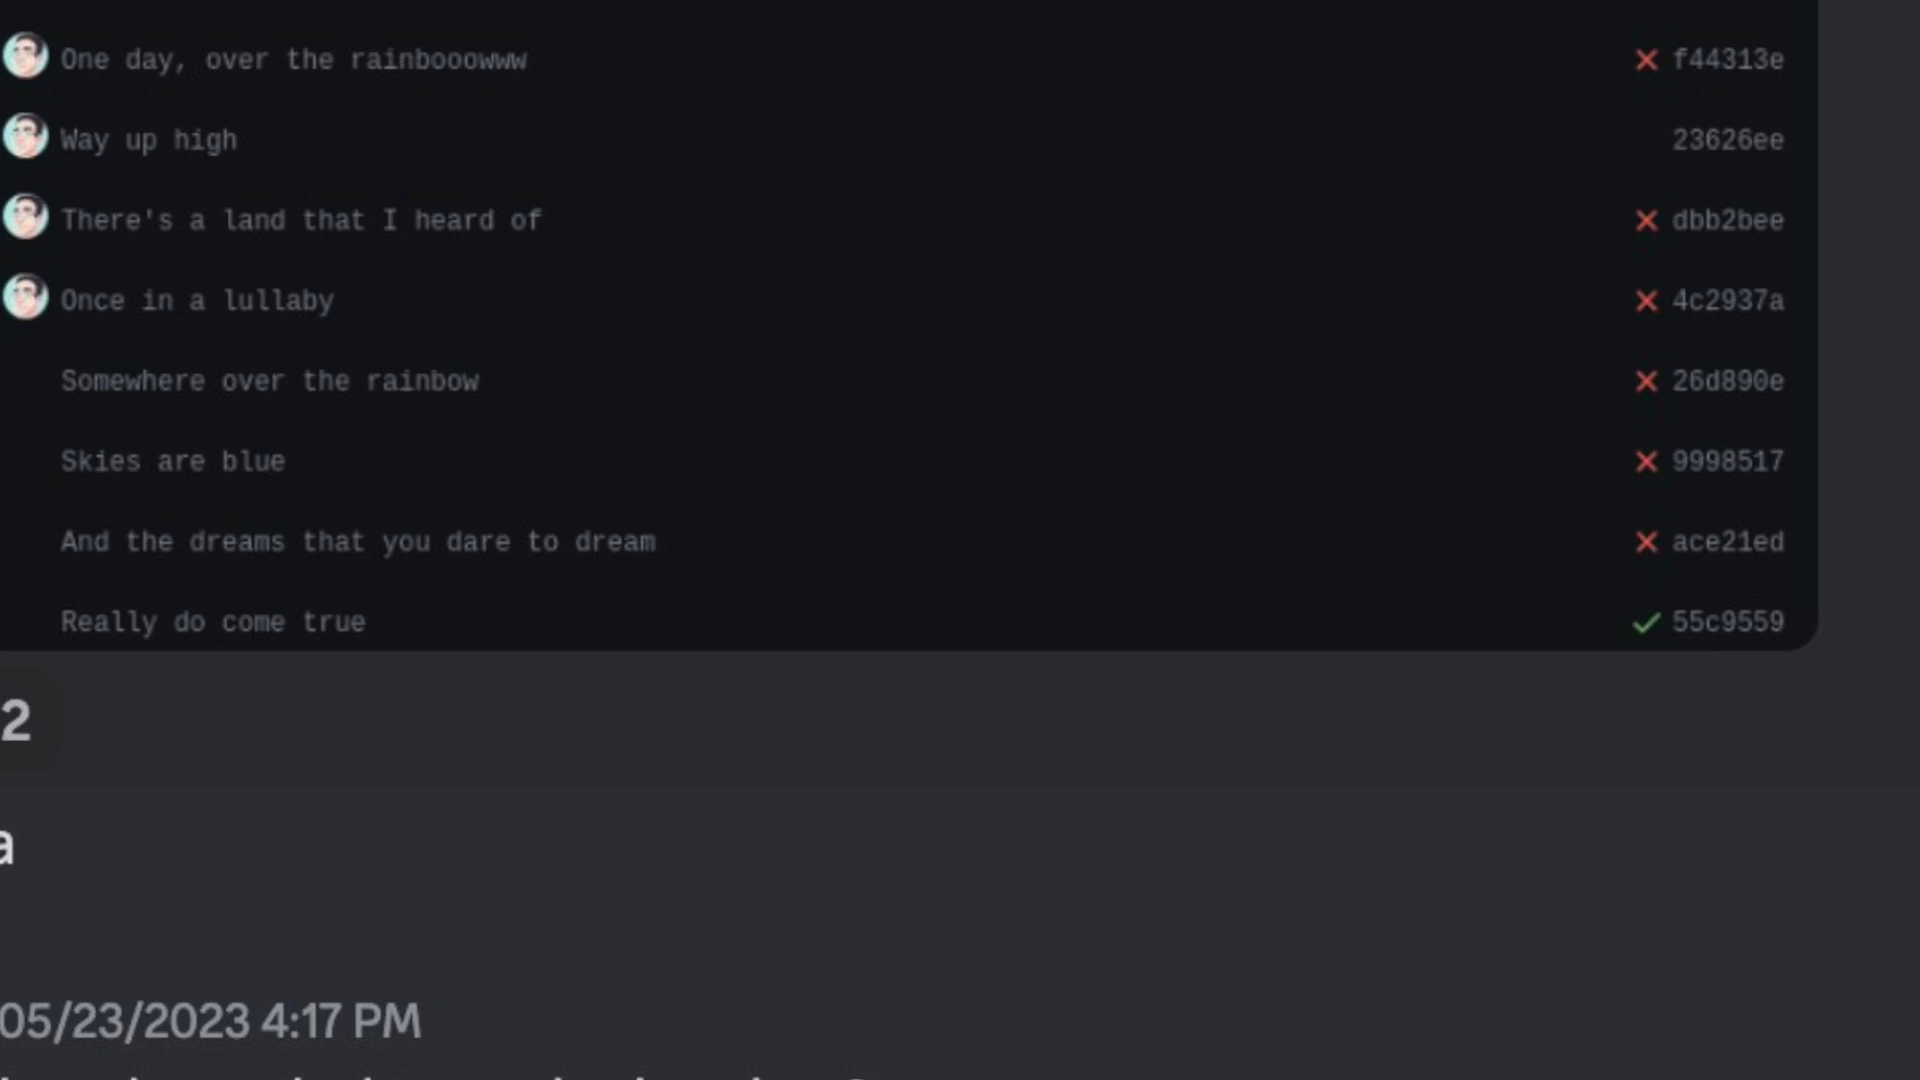 One day, over the rainbooowww f44313e
Way up high 23626ee
There's a land that I heard of dbb2bee
Once in a lullaby 4c2937a
Somewhere over the rainbow 26d890e
Skies are blue 9998517
And the dreams that you dare to dream ace21ed
Really do come true 55c9559
2
a
05/23/2023 4:17 PM